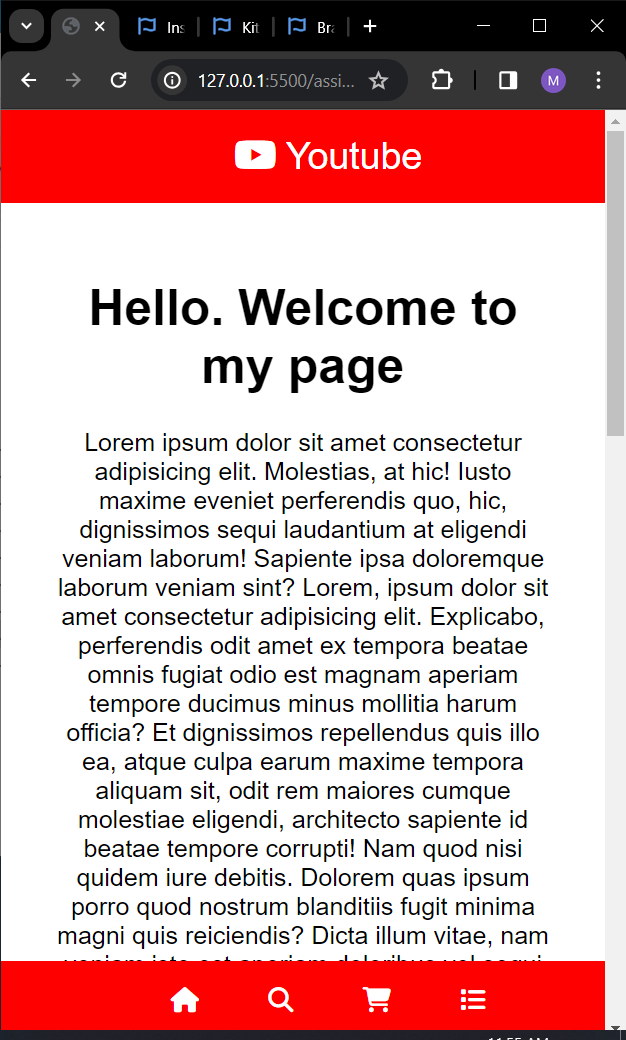 Ins
Kit
Bra
127.0.0.1:5500/assi...
M
Youtube
Hello. Welcome to
my page
Lorem ipsum dolor sit amet consectetur
adipisicing elit. Molestias, at hic! Iusto
maxime eveniet perferendis quo, hic,
dignissimos sequi laudantium at eligendi
veniam laborum! Sapiente ipsa doloremque
laborum veniam sint? Lorem, ipsum dolor sit
amet consectetur adipisicing elit. Explicabo,
perferendis odit amet ex tempora beatae
omnis fugiat odio est magnam aperiam
tempore ducimus minus mollitia harum
officia? Et dignissimos repellendus quis illo
ea, atque culpa earum maxime tempora
aliquam sit, odit rem maiores cumque
molestiae eligendi, architecto sapiente id
beatae tempore corrupti! Nam quod nisi
quidem iure debitis. Dolorem quas ipsum
porro quod nostrum blanditiis fugit minima
magni quis reiciendis? Dicta illum vitae, nam